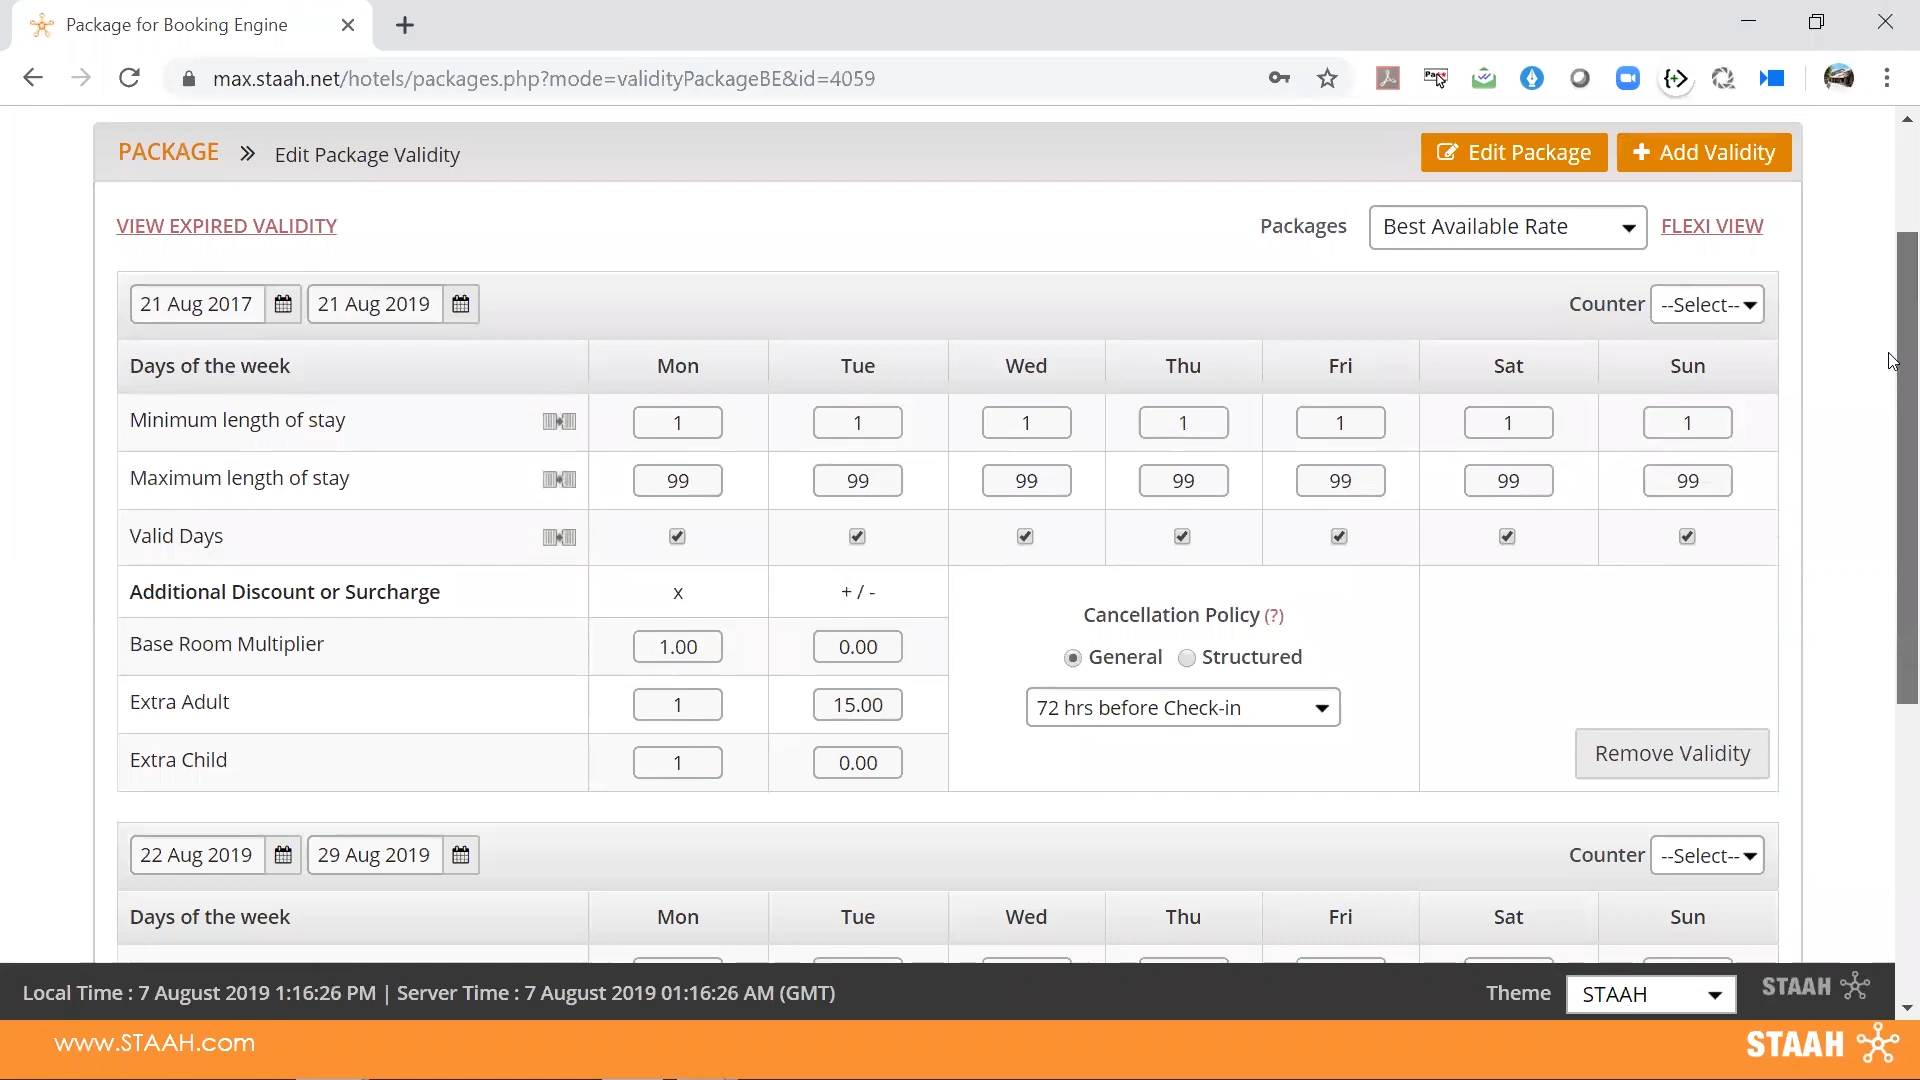 Package for Booking Engine
max.staah.net/hotels/packages.php?mode=validityPackageBE&id=4059
PACKAGE » Edit Package Validity Edit Package + Add Validity
VIEW EXPIRED VALIDITY Packages Best Available Rate FLEXI VIEW
21 Aug 2017 21 Aug 2019 Counter --Select--
Days of the week Mon Tue Wed Thu Fri Sat Sun
Minimum length of stay 1 1 1 1 1 1 1
Maximum length of stay 99 99 99 99 99 99 99
Valid Days
Additional Discount or Surcharge x + / -
Cancellation Policy (?)
Base Room Multiplier 1.00 0.00
General Structured
Extra Adult 1 15.00
72 hrs before Check-in
Extra Child 1 0.00
Remove Validity
22 Aug 2019 29 Aug 2019 Counter --Select--
Days of the week Mon Tue Wed Thu Fri Sat Sun
Local Time : 7 August 2019 1:16:26 PM | Server Time : 7 August 2019 01:16:26 AM (GMT) Theme STAAH STAAH
www.STAAH.com STAAH